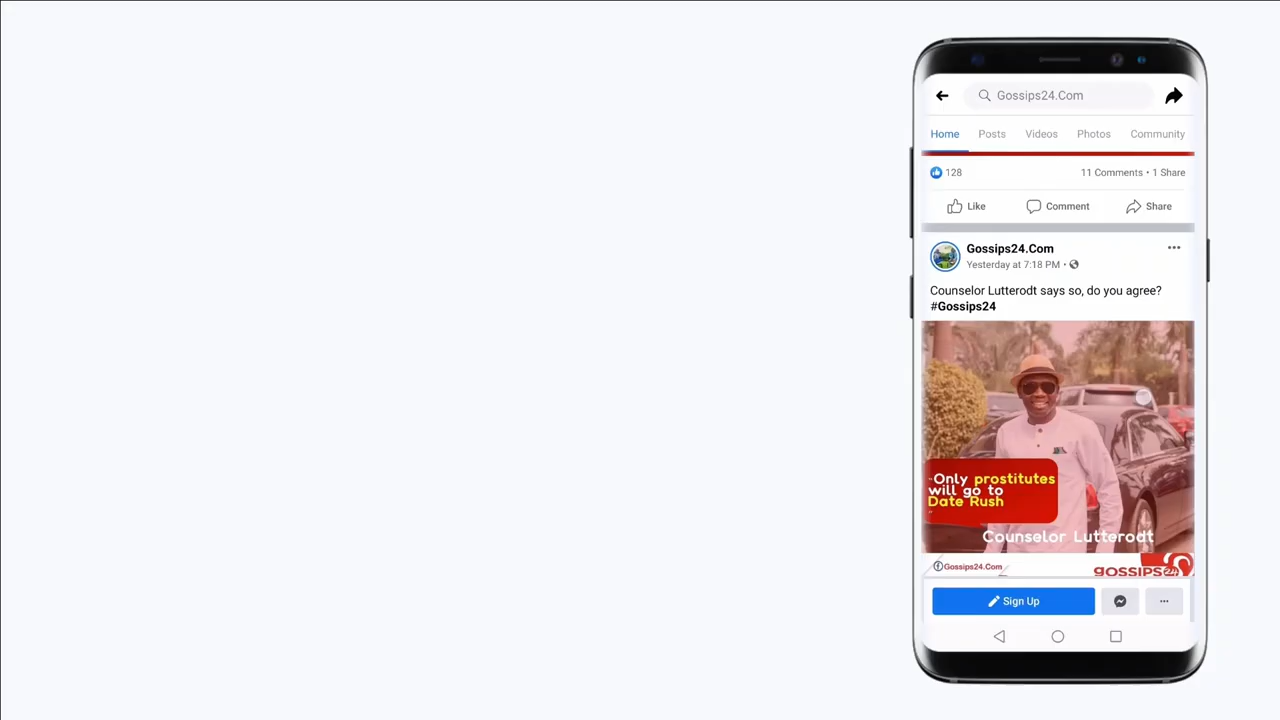 Gossips24.Com
Home Posts Videos Photos Community
128 11 Comments • 1 Share
Like Comment Share
Gossips24.Com
Yesterday at 7:18 PM •
Counselor Lutterodt says so, do you agree?
#Gossips24
"Only prostitutes
will go to
Date Rush
"
Counselor Lutterodt
Gossips24.Com
gossips24
Sign Up